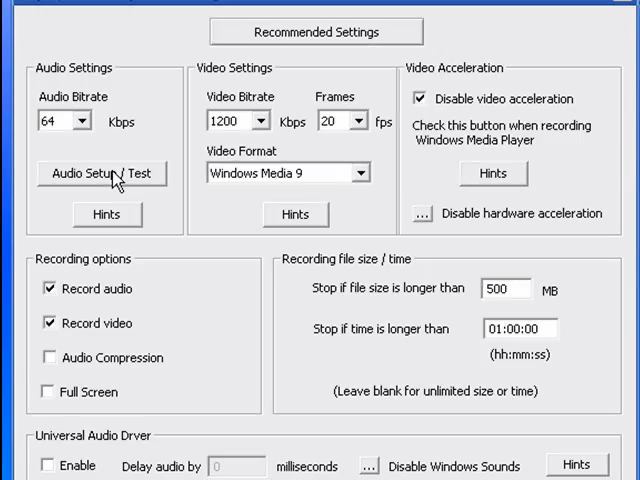 Recommended Settings
Audio Settings
Video Settings
Video Acceleration
Audio Bitrate
64 Kbps
Audio Setup / Test
Hints
Video Bitrate Frames
1200 Kbps 20 fps
Video Format
Windows Media 9
Hints
Disable video acceleration
Check this button when recording
Windows Media Player
Hints
... Disable hardware acceleration
Recording options
Record audio
Record video
Audio Compression
Full Screen
Recording file size / time
Stop if file size is longer than 500 MB
Stop if time is longer than 01:00:00
(hh:mm:ss)
(Leave blank for unlimited size or time)
Universal Audio Drver
Enable Delay audio by 0 milliseconds ... Disable Windows Sounds Hints